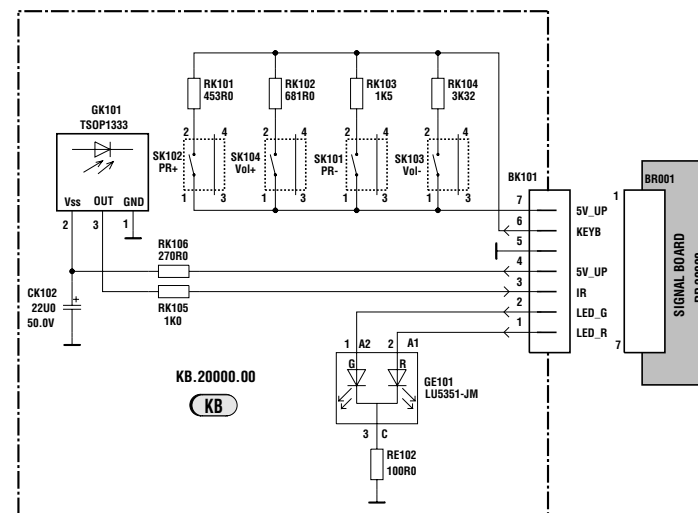 RK101
453R0
RK102
681R0
RK103
1K5
RK104
3K32
GK101
TSOP1333
2 4
2 4
2 4
2 4
SK102
PR+
SK104
Vol+
SK101
PR-
SK103
Vol-
1 3
1 3
1 3
1 3
Vss OUT GND
2 3 1
BK101
7 5V_UP
6 KEYB
5
4 5V_UP
3 IR
2 LED_G
1 LED_R
BR001
1
7
SIGNAL BOARD
RK106
270R0
RK105
1K0
CK102
22U0
50.0V
+
1 A2 2 A1
G R
GE101
LU5351-JM
3 C
RE102
100R0
KB.20000.00
KB